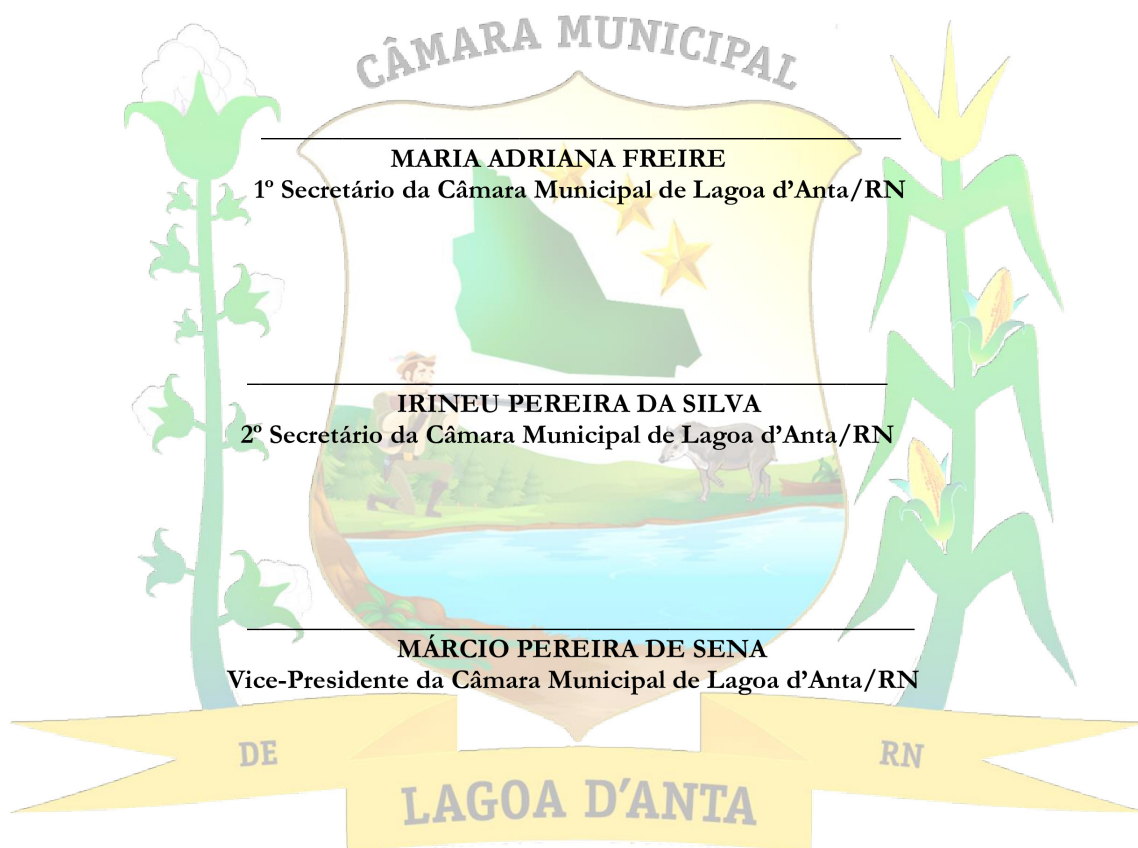 CÂMARA MUNICIPAL
MARIA ADRIANA FREIRE
1º Secretário da Câmara Municipal de Lagoa d’Anta/RN
IRINEU PEREIRA DA SILVA
2º Secretário da Câmara Municipal de Lagoa d’Anta/RN
MÁRCIO PEREIRA DE SENA
Vice-Presidente da Câmara Municipal de Lagoa d’Anta/RN
DE
RN
LAGOA D'ANTA